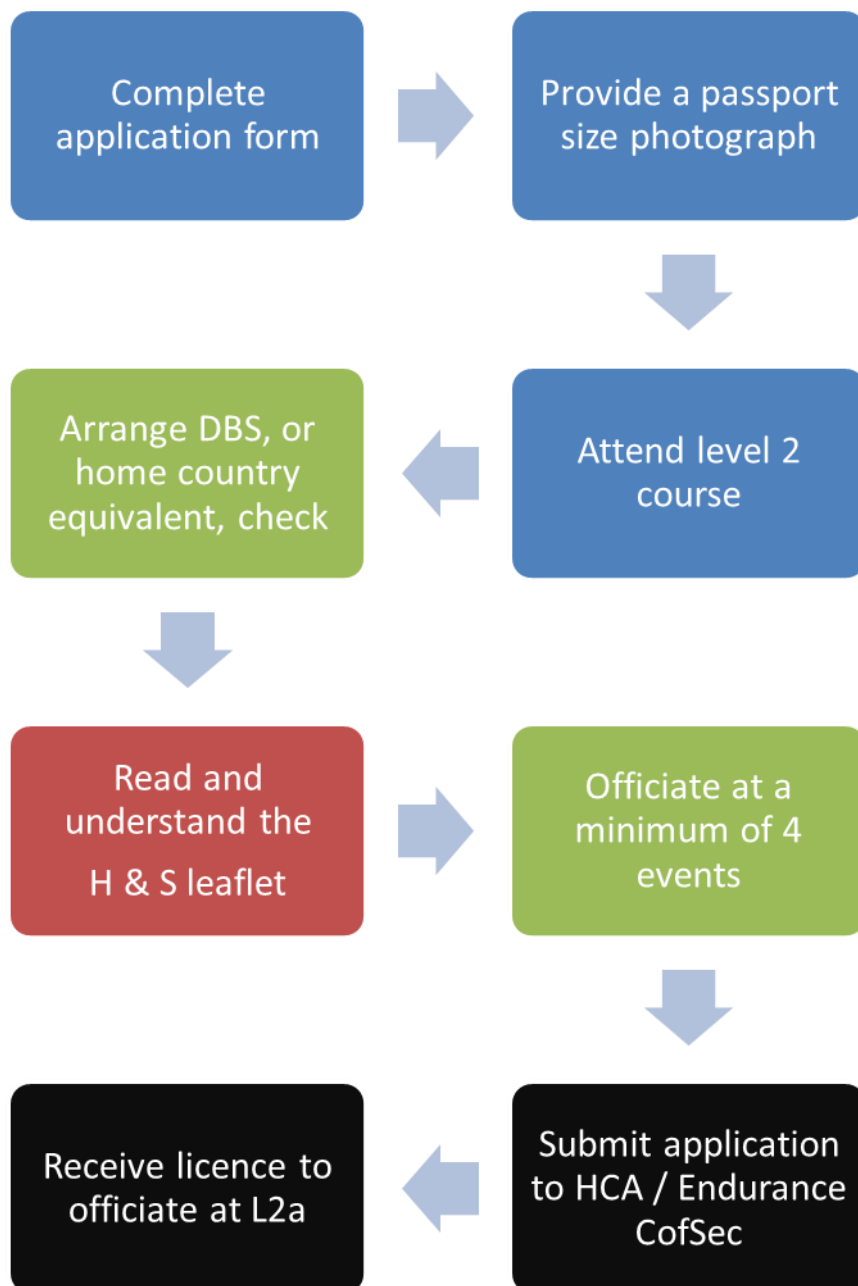 Complete
application form
Provide a passport
size photograph
Attend level 2
course
Arrange DBS, or
home country
equivalent, check
Read and
understand the
H & S leaflet
Officiate at a
minimum of 4
events
Submit application
to HCA / Endurance
CofSec
Receive licence to
officiate at L2a